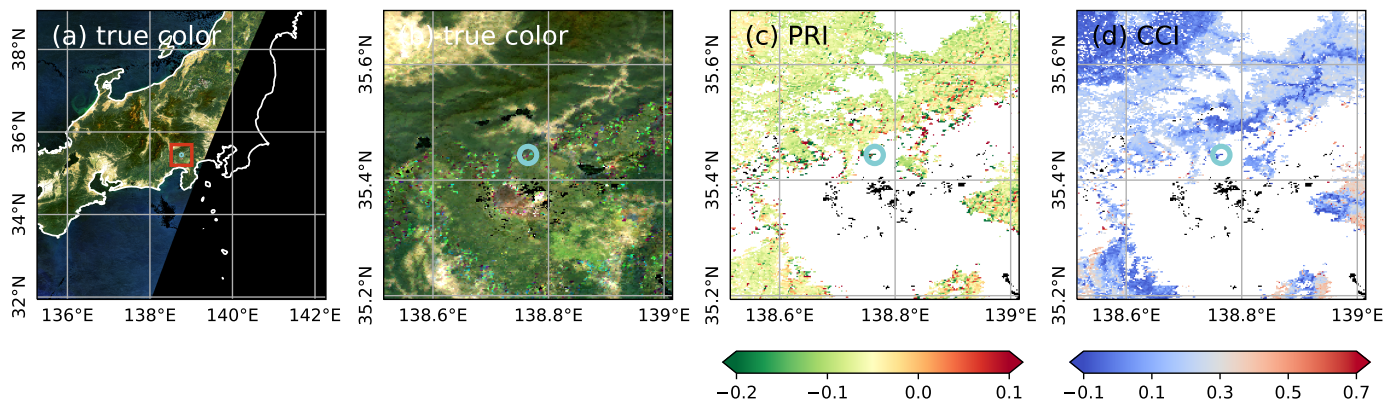 (a) true color
(b) true color
(c) PRI
(d) CCI
38°N
36°N
34°N
32°N
136°E
138°E
140°E
142°E
35.6°N
35.4°N
35.2°N
138.6°E
138.8°E
139°E
35.6°N
35.4°N
35.2°N
138.6°E
138.8°E
139°E
35.6°N
35.4°N
35.2°N
138.6°E
138.8°E
139°E
−0.2
−0.1
0.0
0.1
−0.1
0.1
0.3
0.5
0.7